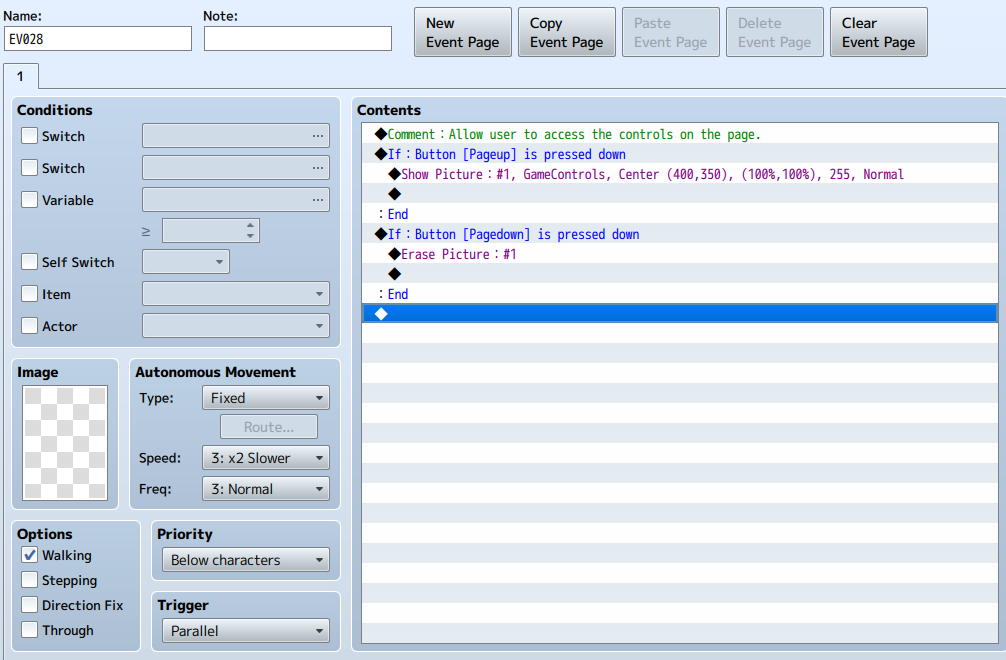 Name:
Note:
EV028
New
Event Page
Copy
Event Page
Paste
Event Page
Delete
Event Page
Clear
Event Page
1
Conditions
Switch ...
Switch ...
Variable ...
≥
Self Switch
Item
Actor
Image
Autonomous Movement
Type: Fixed
Route...
Speed: 3: x2 Slower
Freq: 3: Normal
Options
Walking
Stepping
Direction Fix
Through
Priority
Below characters
Trigger
Parallel
Contents
◆Comment：Allow user to access the controls on the page.
◆If：Button [Pageup] is pressed down
◆Show Picture：#1, GameControls, Center (400,350), (100%,100%), 255, Normal
◆
：End
◆If：Button [Pagedown] is pressed down
◆Erase Picture：#1
◆
：End
◆